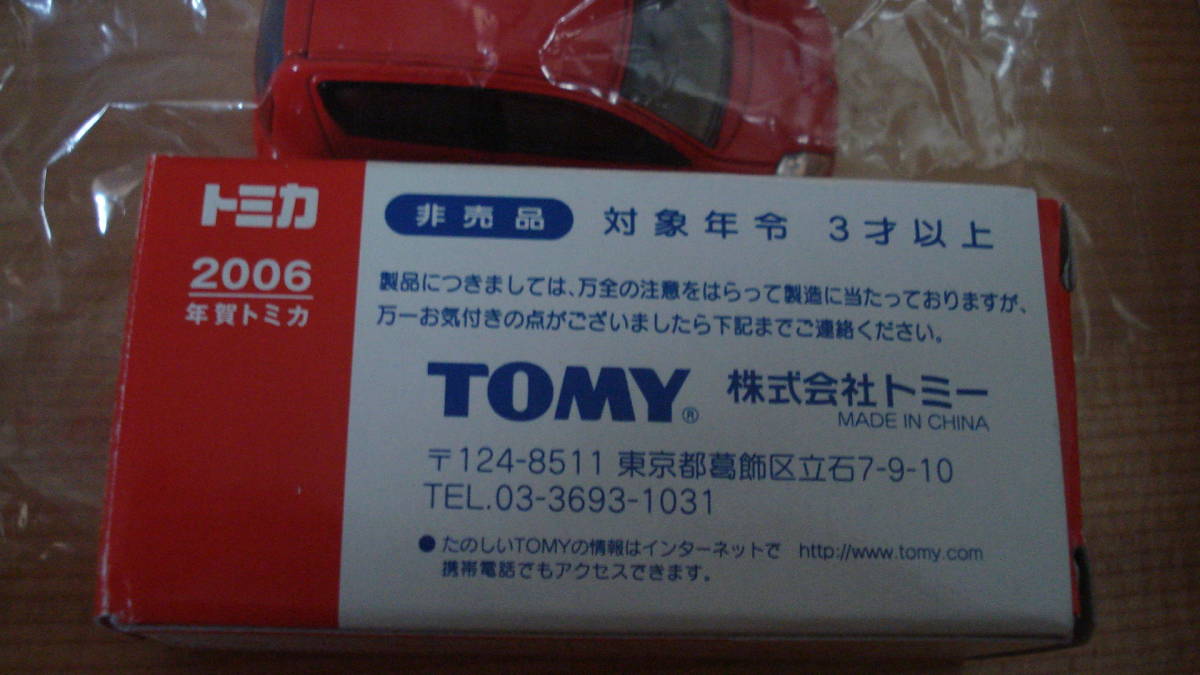 トミカ
2006
年賀トミカ
非売品 対象年令 3才以上
製品につきましては、万全の注意をはらって製造に当たっておりますが、
万一お気付きの点がございましたら下記までご連絡ください。
TOMY® 株式会社トミー
MADE IN CHINA
〒124-8511 東京都葛飾区立石7-9-10
TEL.03-3693-1031
●たのしいTOMYの情報はインターネットで http://www.tomy.com
携帯電話でもアクセスできます。